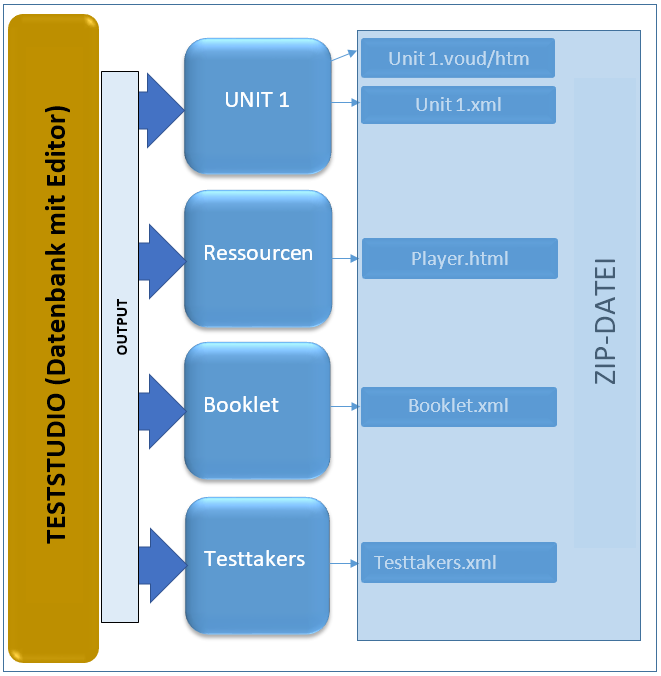 TESTSTUDIO (Datenbank mit Editor)
OUTPUT
UNIT 1
Unit 1.voud/htm
Unit 1.xml
Ressourcen
Player.html
Booklet
Booklet.xml
Testtakers
Testtakers.xml
ZIP-DATEI